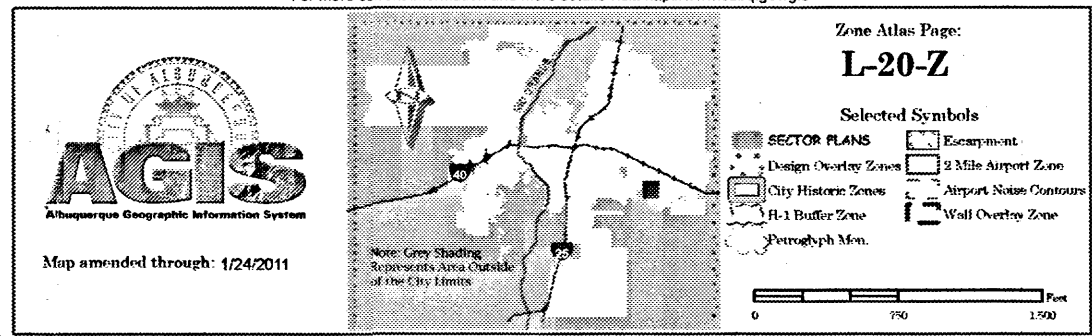 AGIS
Albuquerque Geographic Information System
Map amended through: 1/24/2011
40
25
Note: Grey Shading
Represents Area Outside
of the City Limits
Zone Atlas Page:
L-20-Z
Selected Symbols
SECTOR PLANS
Escarpment
Design Overlay Zones
2 Mile Airport Zone
City Historic Zones
Airport Noise Contours
H-1 Buffer Zone
Wall Overlay Zone
Petroglyph Mon.
Feet
0
750
1,500